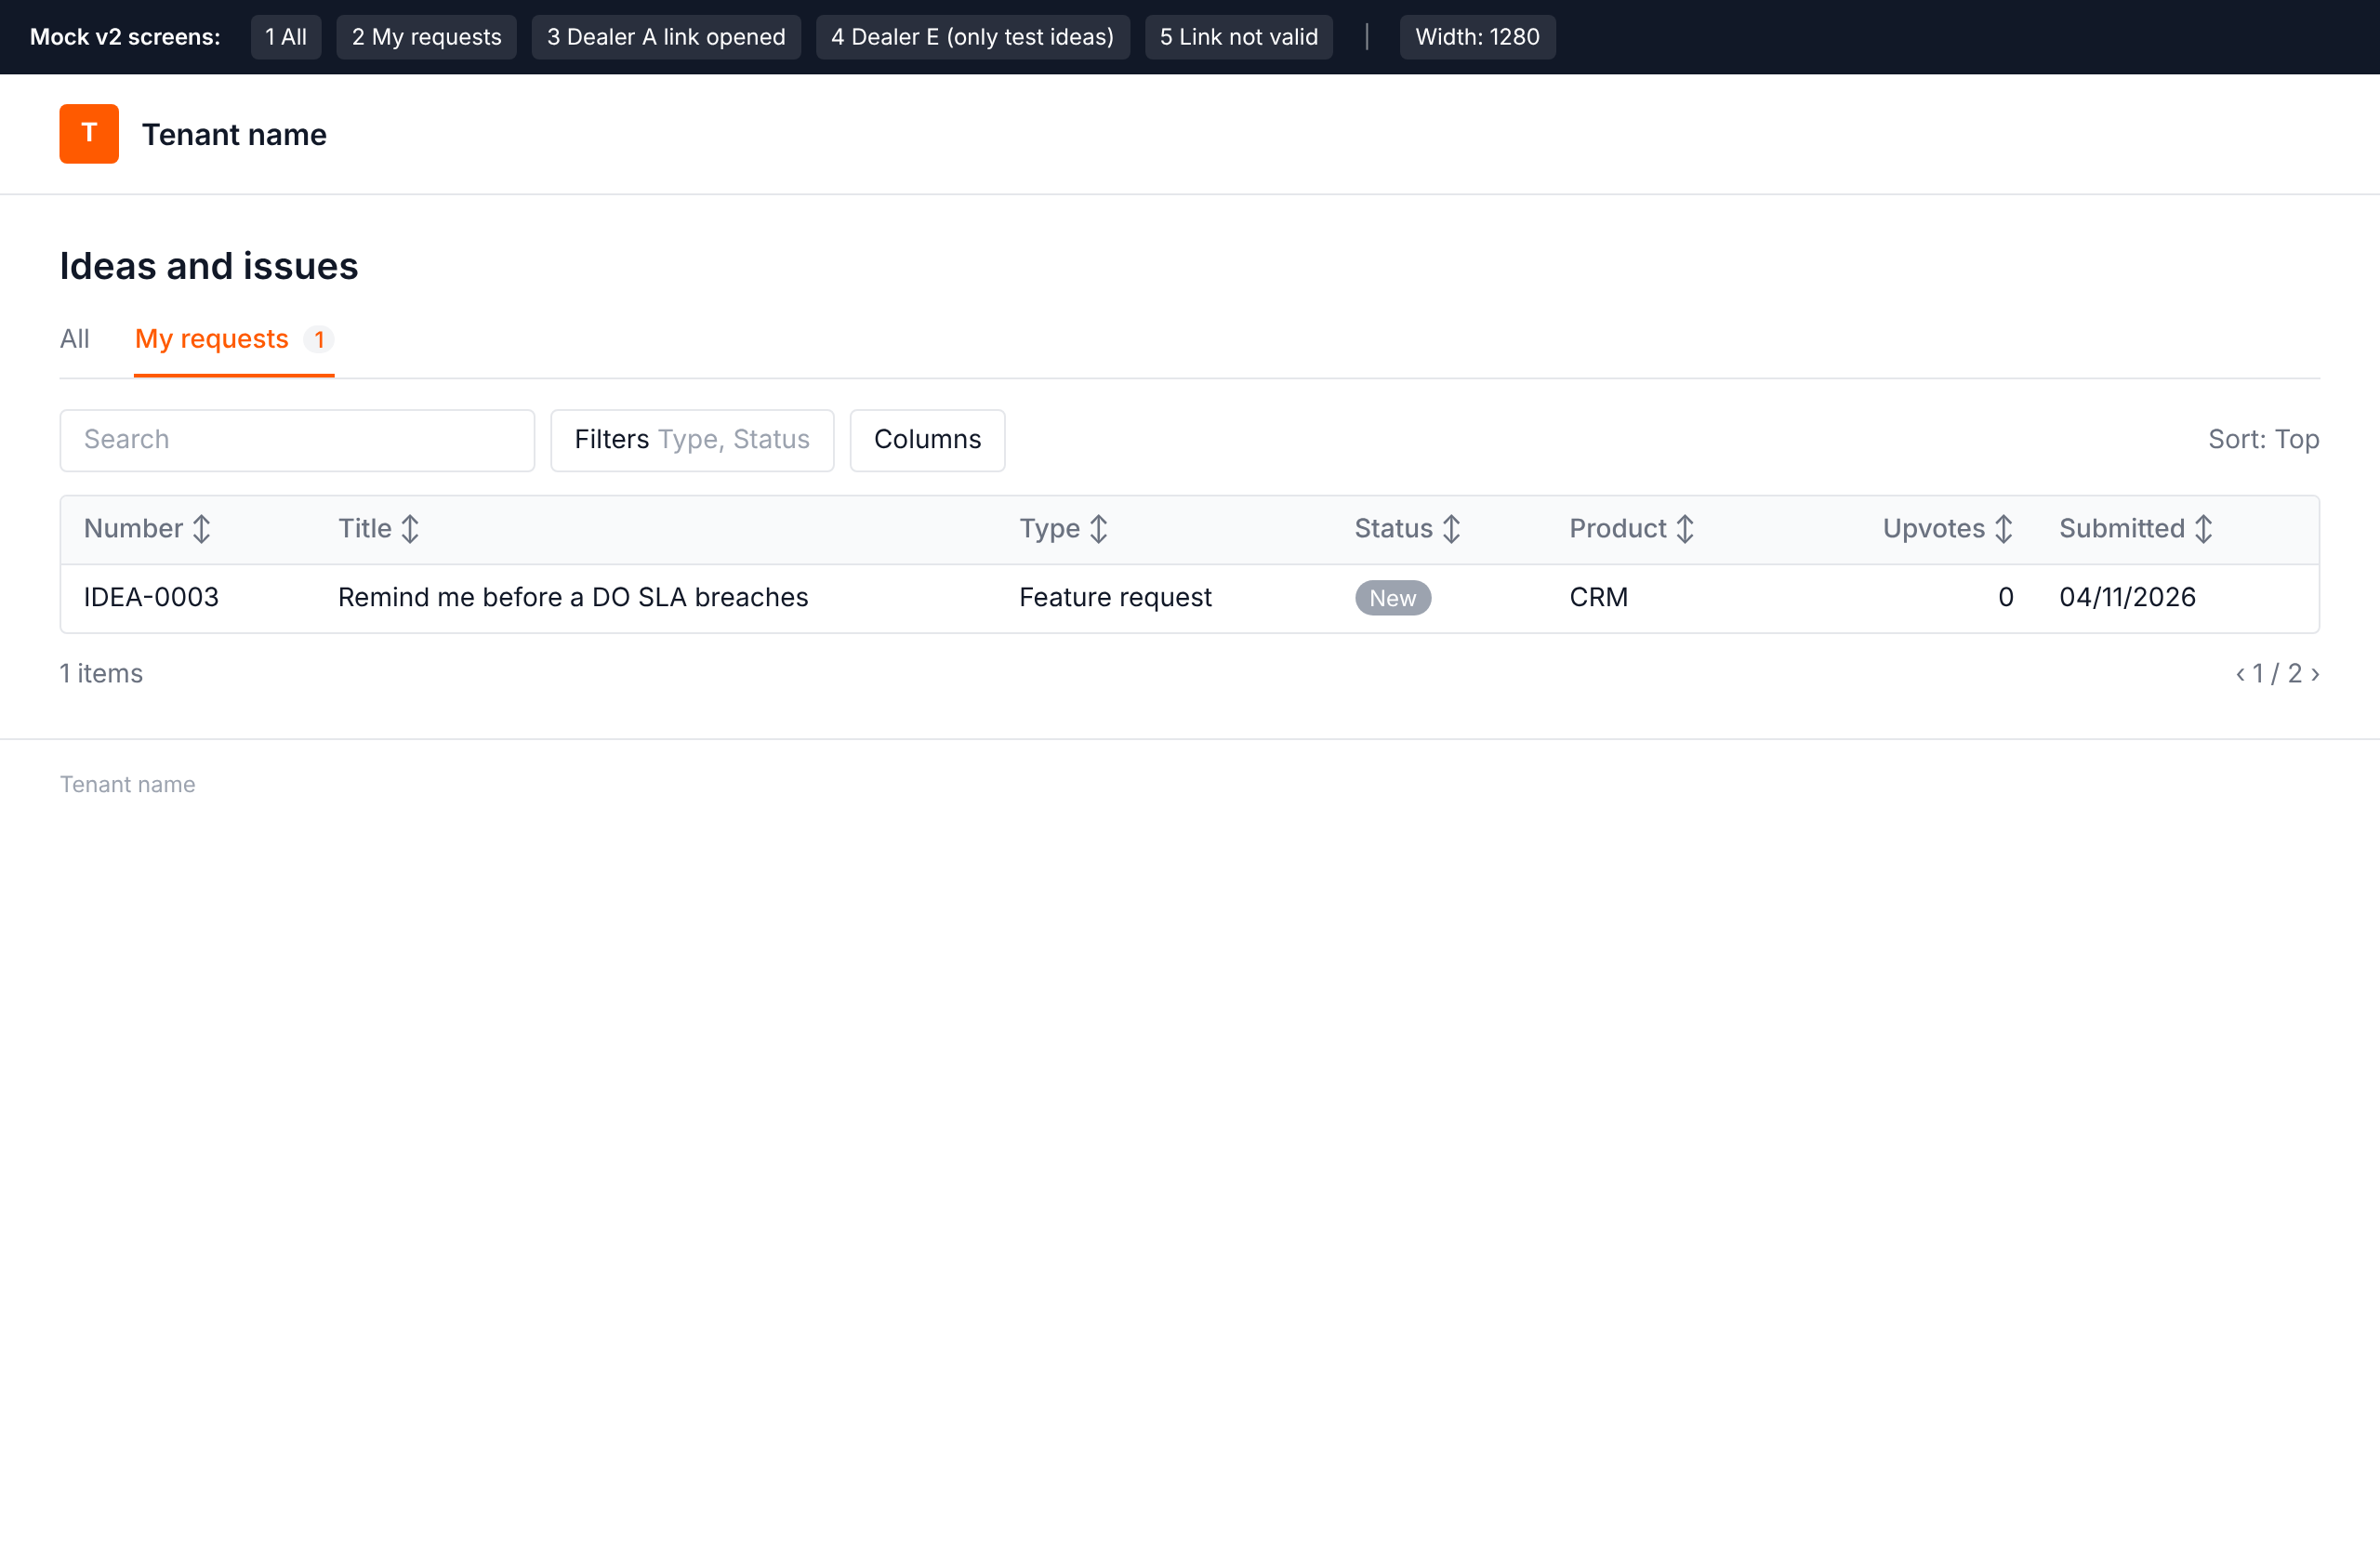 Mock v2 screens: 1 All 2 My requests 3 Dealer A link opened 4 Dealer E (only test ideas) 5 Link not valid | Width: 1280
T Tenant name
Ideas and issues
All My requests 1
Search Filters Type, Status Columns Sort: Top
Number ↕ Title ↕ Type ↕ Status ↕ Product ↕ Upvotes ↕ Submitted ↕
IDEA-0003 Remind me before a DO SLA breaches Feature request New CRM 0 04/11/2026
1 items ‹ 1 / 2 ›
Tenant name